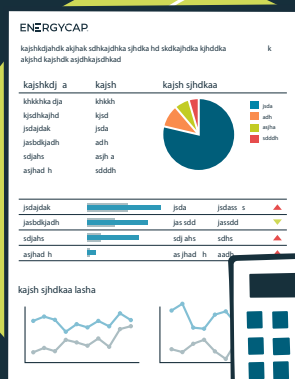 ENERGYCAP.
kajshkdjahdk akjhak sdhkajdhka sjhdka hd skdkajhdka kjhddka k
akjshd kajshdk asjdhkajsdhkad
kajshkdj a kajsh kajsh sjhdkaa
khkkhka dja khkkh
kjsdhkajhd kjsd
jsdajdak jsda
jasbdkjadh adh
sdjahs asjh a
asjhad h sdddh
jsda
adh
asjha
sdddh
jsdajdak jsda jsdass s
jasbdkjadh jas sdd jassdd
sdjahs sdj ahs sdhs
asjhad h as jhad h aadh
kajsh sjhdkaa lasha